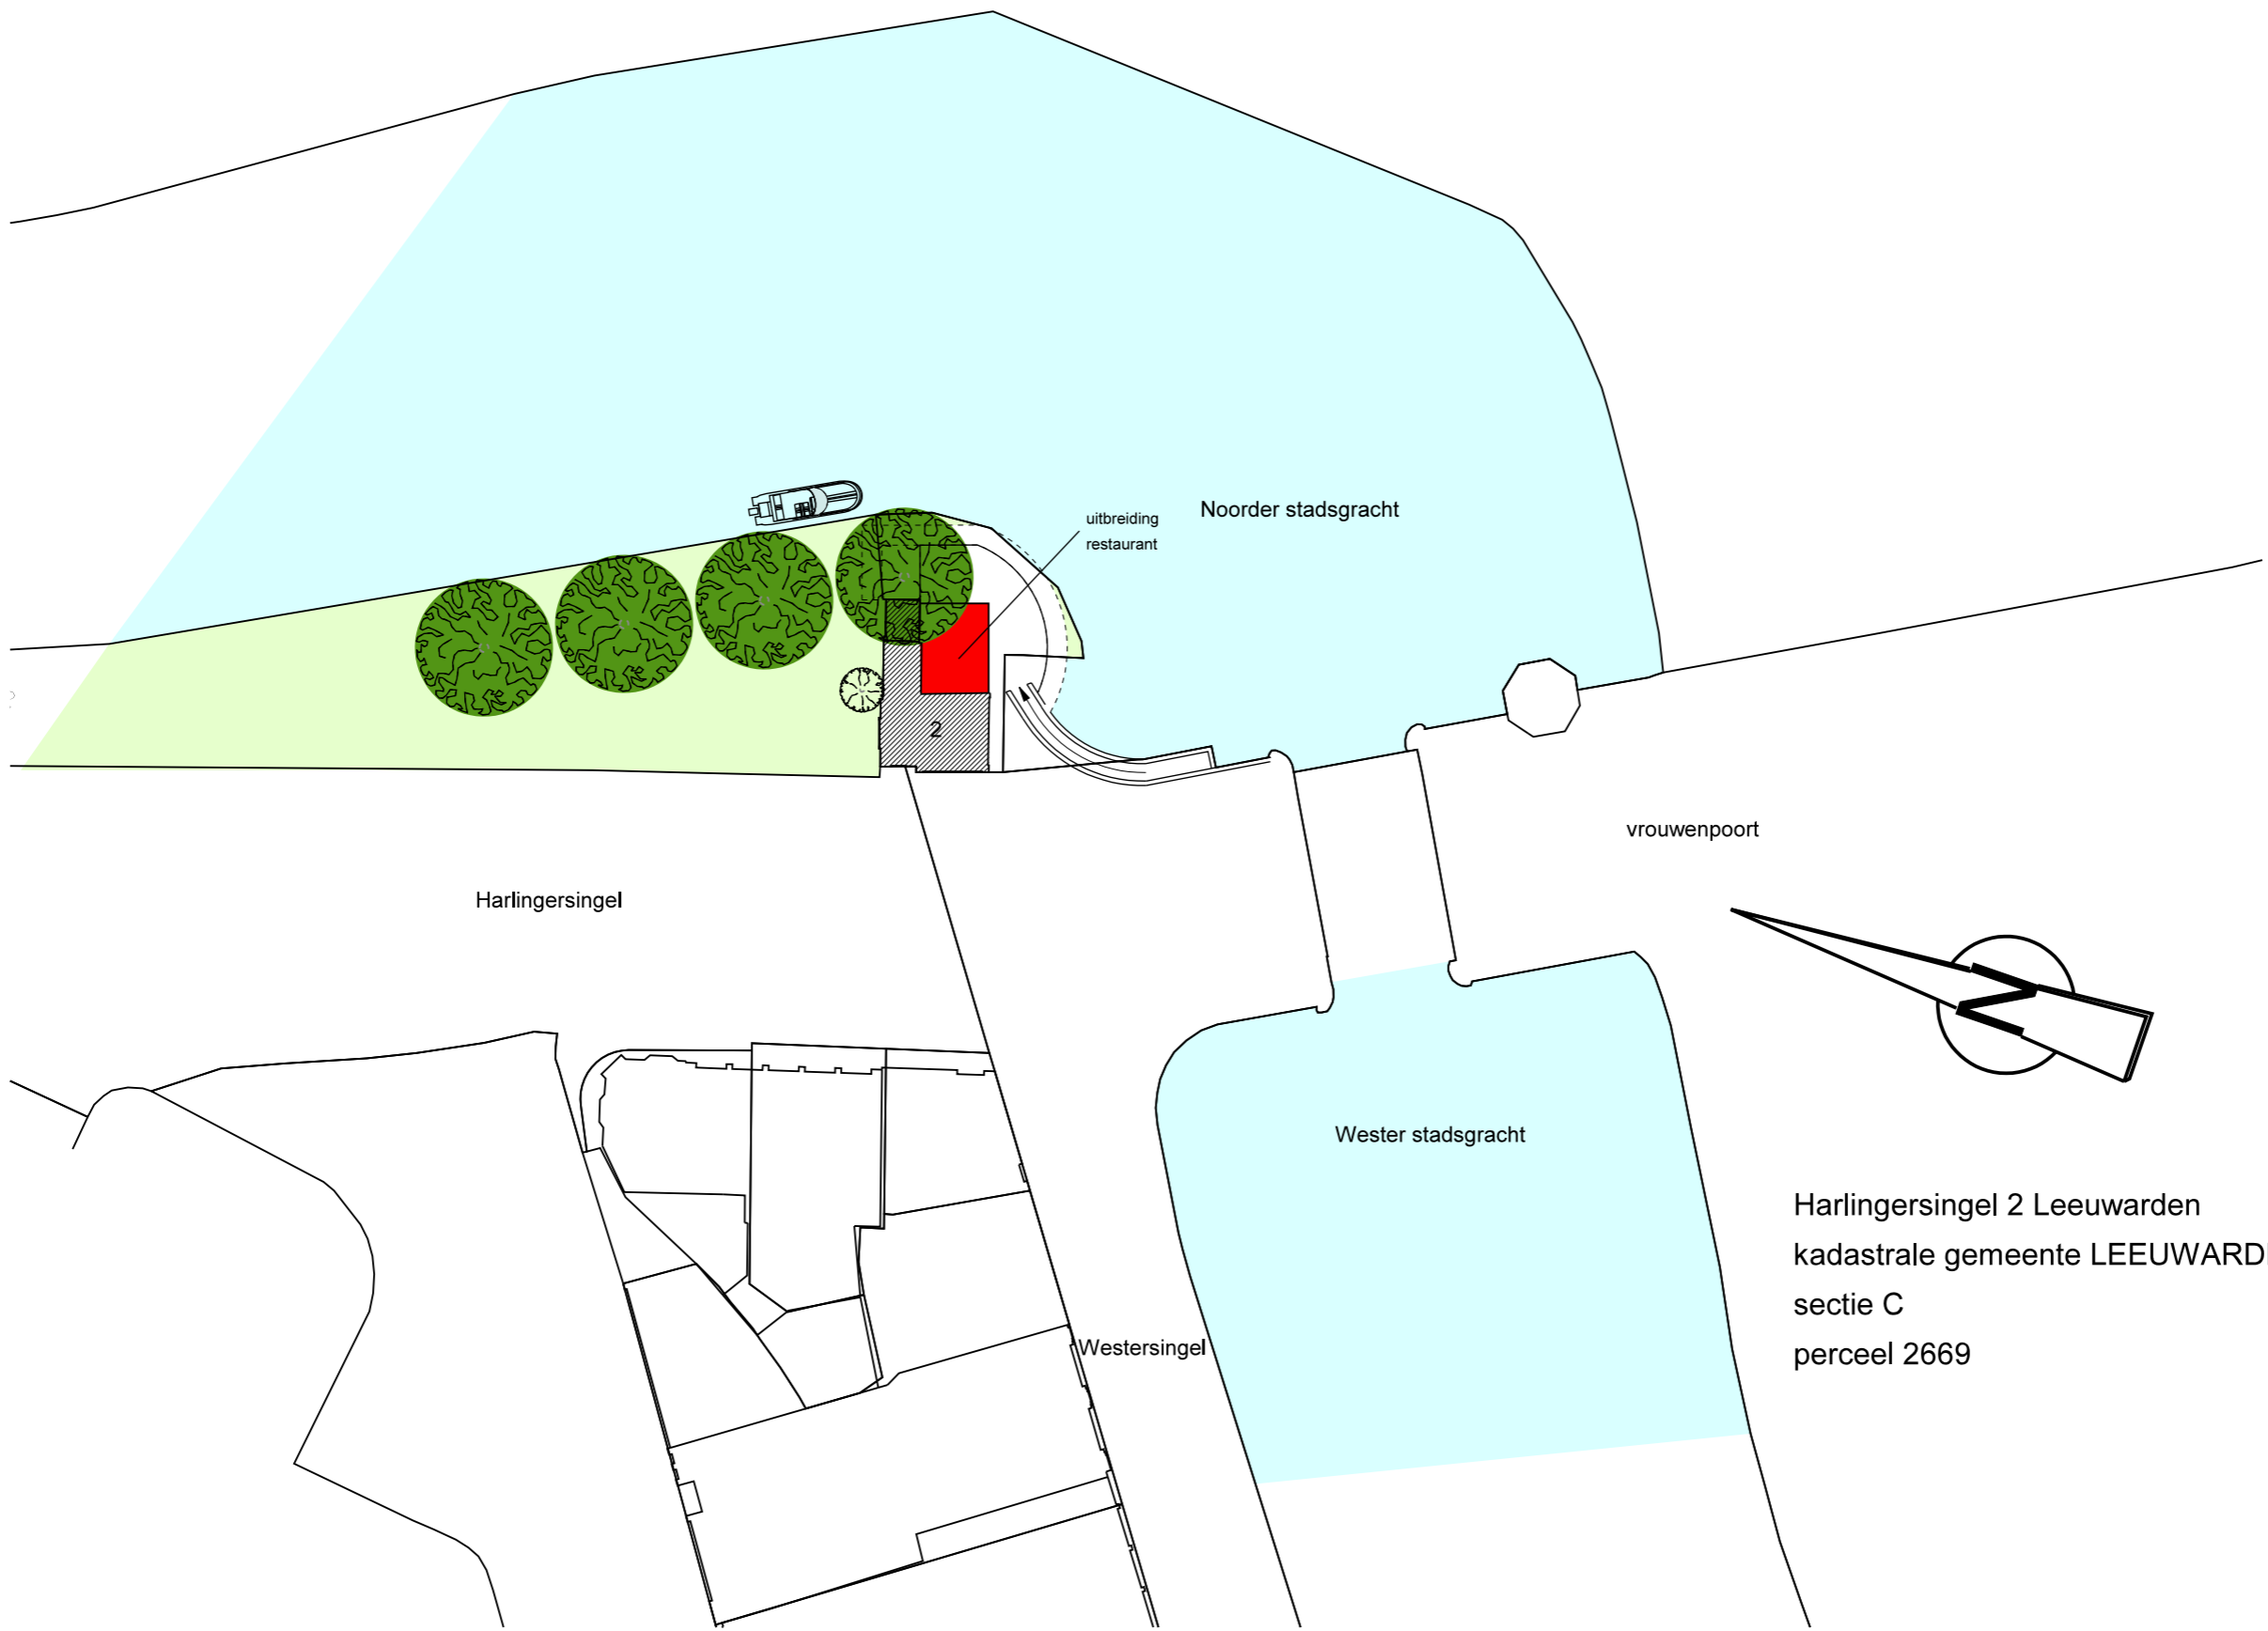 uitbreiding
restaurant
Noorder stadsgracht
2
vrouwenpoort
Harlingersingel
N
Wester stadsgracht
Westersingel
Harlingersingel 2 Leeuwarden
kadastrale gemeente LEEUWARD
sectie C
perceel 2669